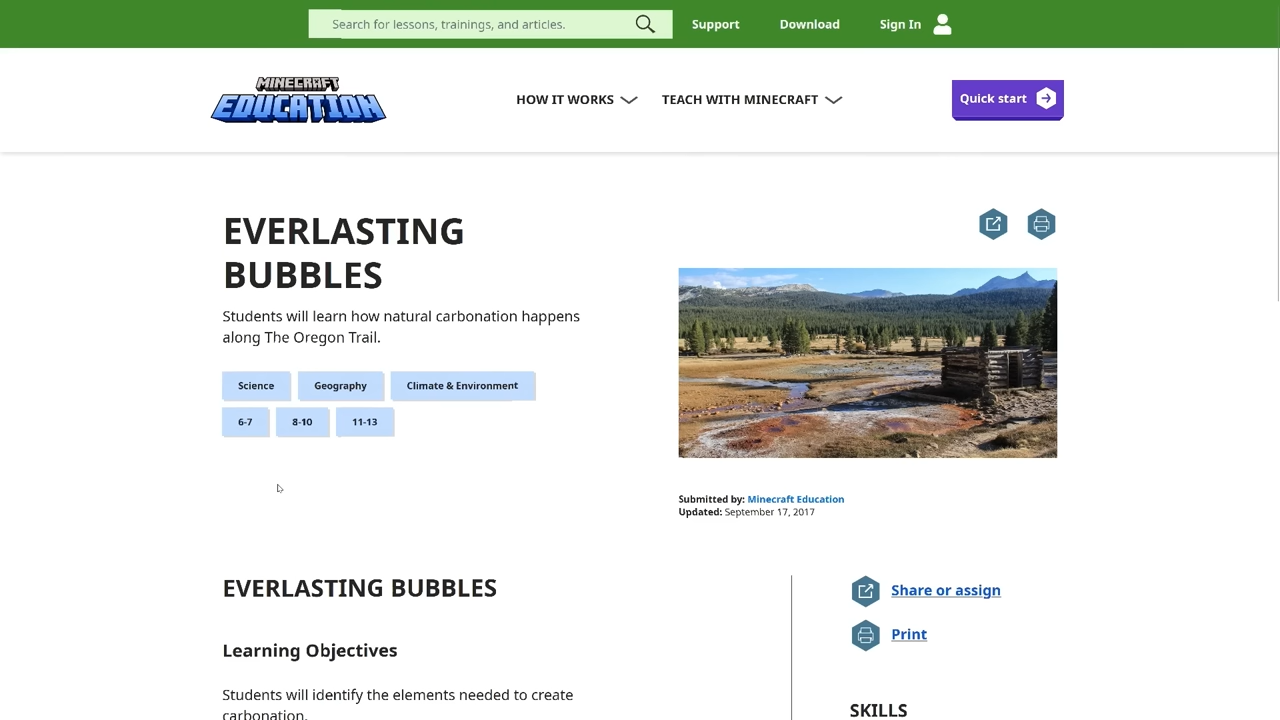 Search for lessons, trainings, and articles.
Support
Download
Sign In
MINECRAFT
EDUCATION
HOW IT WORKS
TEACH WITH MINECRAFT
Quick start
EVERLASTING
BUBBLES
Students will learn how natural carbonation happens
along The Oregon Trail.
Science
Geography
Climate & Environment
6-7
8-10
11-13
Submitted by: Minecraft Education
Updated: September 17, 2017
EVERLASTING BUBBLES
Learning Objectives
Students will identify the elements needed to create
carbonation.
Share or assign
Print
SKILLS